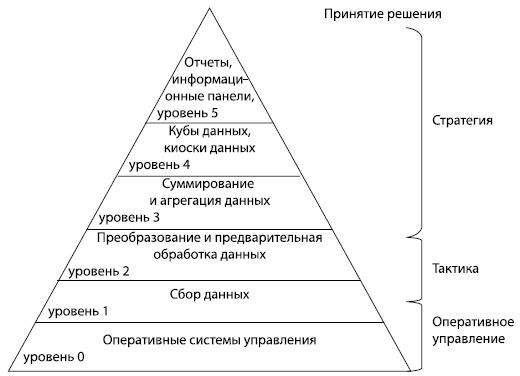 Принятие решения
Отчеты,
информаци-
онные панели,
уровень 5
Кубы данных,
киоски данных
уровень 4
Суммирование
и агрегация данных
уровень 3
Стратегия
Преобразование и предварительная
обработка данных
уровень 2
Тактика
Сбор данных
уровень 1
Оперативные системы управления
уровень 0
Оперативное
управление